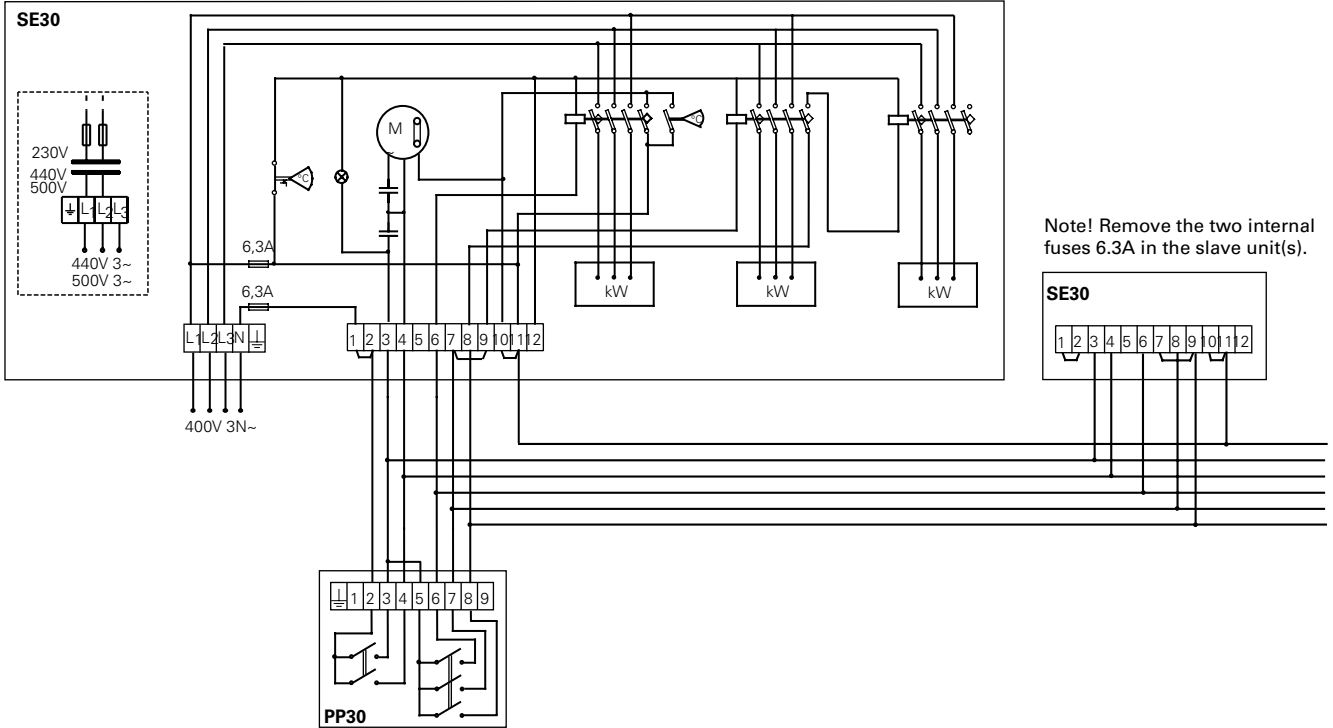 SE30
230V
440V
500V
L1 L2 L3
440V 3~
500V 3~
M
~
°C
°C
6,3A
6,3A
kW
kW
kW
L1 L2 L3 N
1 2 3 4 5 6 7 8 9 10 11 12
400V 3N~
Note! Remove the two internal
fuses 6.3A in the slave unit(s).
SE30
1 2 3 4 5 6 7 8 9 10 11 12
1 2 3 4 5 6 7 8 9
PP30